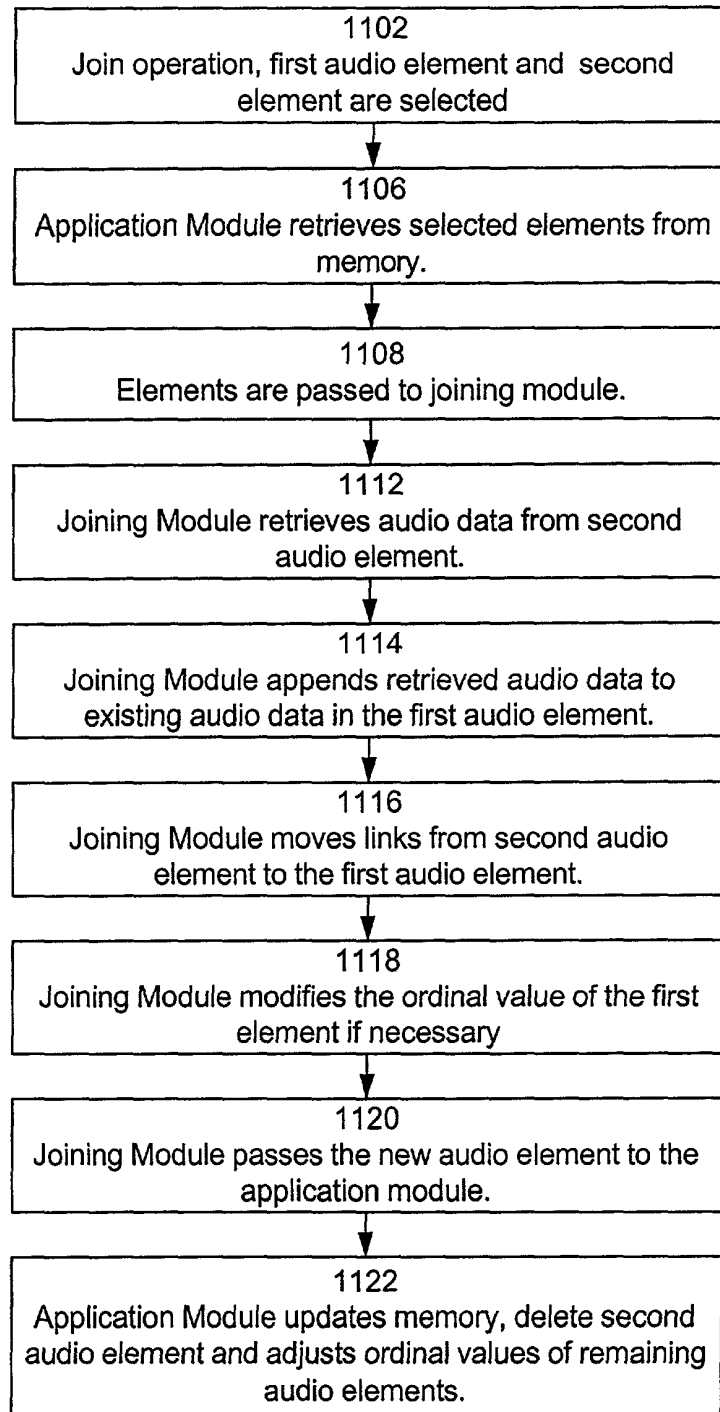 1102
Join operation, first audio element and second
element are selected
1106
Application Module retrieves selected elements from
memory.
1108
Elements are passed to joining module.
1112
Joining Module retrieves audio data from second
audio element.
1114
Joining Module appends retrieved audio data to
existing audio data in the first audio element.
1116
Joining Module moves links from second audio
element to the first audio element.
1118
Joining Module modifies the ordinal value of the first
element if necessary
1120
Joining Module passes the new audio element to the
application module.
1122
Application Module updates memory, delete second
audio element and adjusts ordinal values of remaining
audio elements.